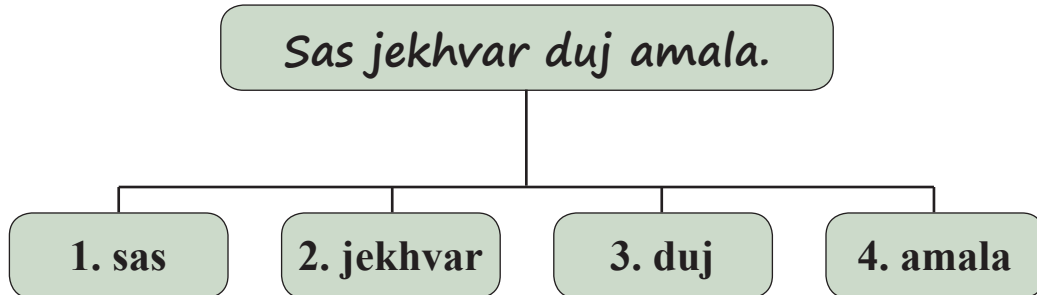 Sas jekhvar duj amala.
1. sas
2. jekhvar
3. duj
4. amala